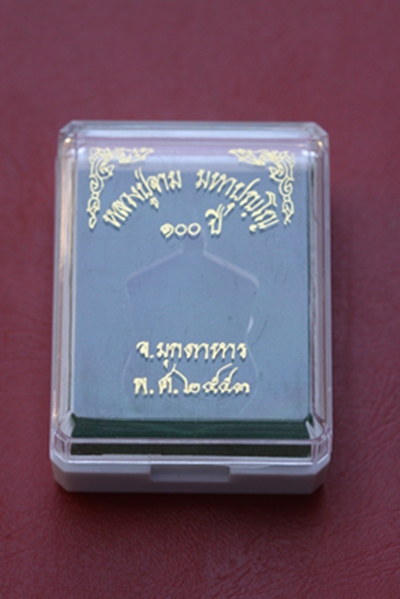 หลวงปู่จาม มหาปุญฺโญ
๑๐๐ ปี
จ.มุกดาหาร
พ.ศ.๒๕๕๓